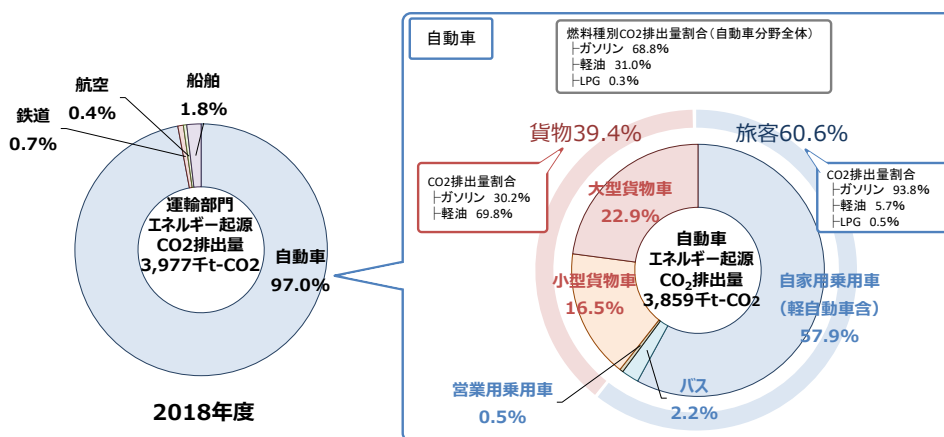 自動車
燃料種別CO2排出量割合（自動車分野全体）
├ガソリン 68.8%
├軽油 31.0%
├LPG 0.3%
船舶
1.8%
航空
0.4%
鉄道
0.7%
運輸部門
エネルギー起源
CO2排出量
3,977千t-CO2
自動車
97.0%
2018年度
貨物39.4%
旅客60.6%
CO2排出量割合
├ガソリン 30.2%
├軽油 69.8%
CO2排出量割合
├ガソリン 93.8%
├軽油 5.7%
├LPG 0.5%
大型貨物車
22.9%
小型貨物車
16.5%
自動車
エネルギー起源
CO₂排出量
3,859千t-CO₂
自家用乗用車
（軽自動車含）
57.9%
営業用乗用車
0.5%
バス
2.2%